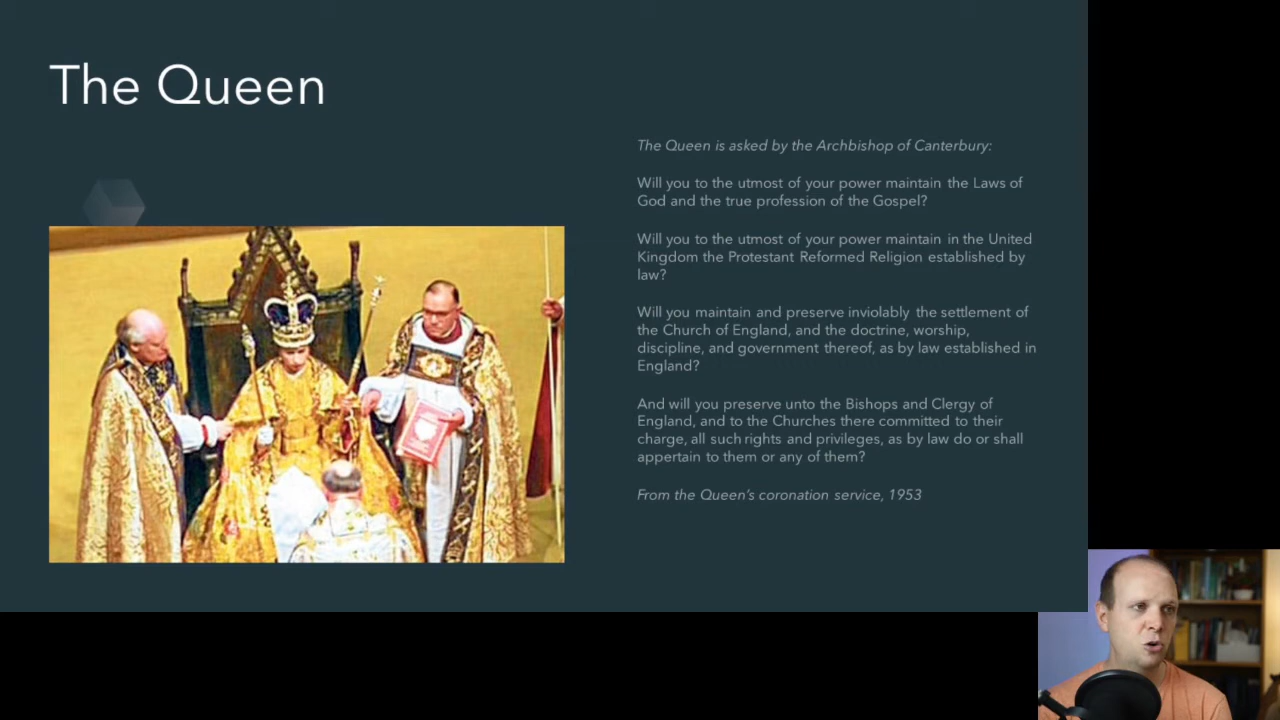 The Queen
The Queen is asked by the Archbishop of Canterbury:
Will you to the utmost of your power maintain the Laws of
God and the true profession of the Gospel?
Will you to the utmost of your power maintain in the United
Kingdom the Protestant Reformed Religion established by
law?
Will you maintain and preserve inviolably the settlement of
the Church of England, and the doctrine, worship,
discipline, and government thereof, as by law established in
England?
And will you preserve unto the Bishops and Clergy of
England, and to the Churches there committed to their
charge, all such rights and privileges, as by law do or shall
appertain to them or any of them?
From the Queen's coronation service, 1953